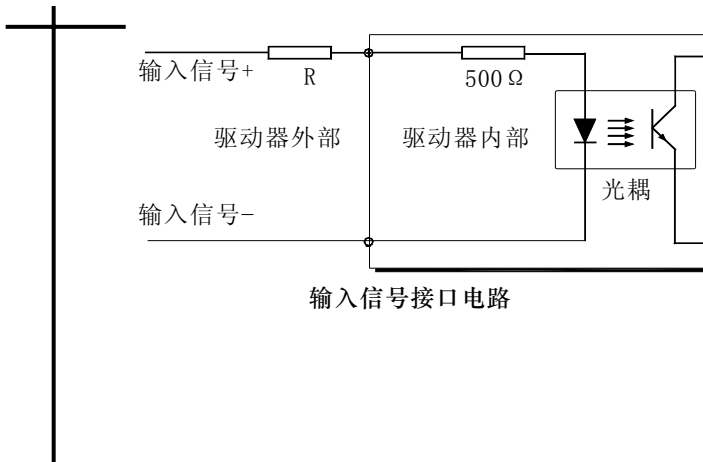 输入信号+
R
500Ω
驱动器外部
驱动器内部
光耦
输入信号-
输入信号接口电路